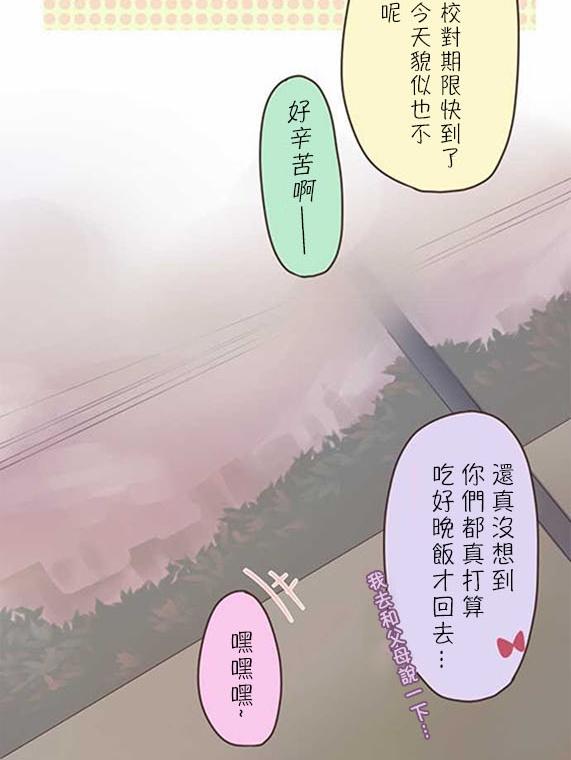 校對期限快到了
今天貌似也不
呢
好辛苦啊——
還真沒想到
你們都真打算
吃好晚飯才回去…
我去和父母說一下…
嘿嘿嘿~